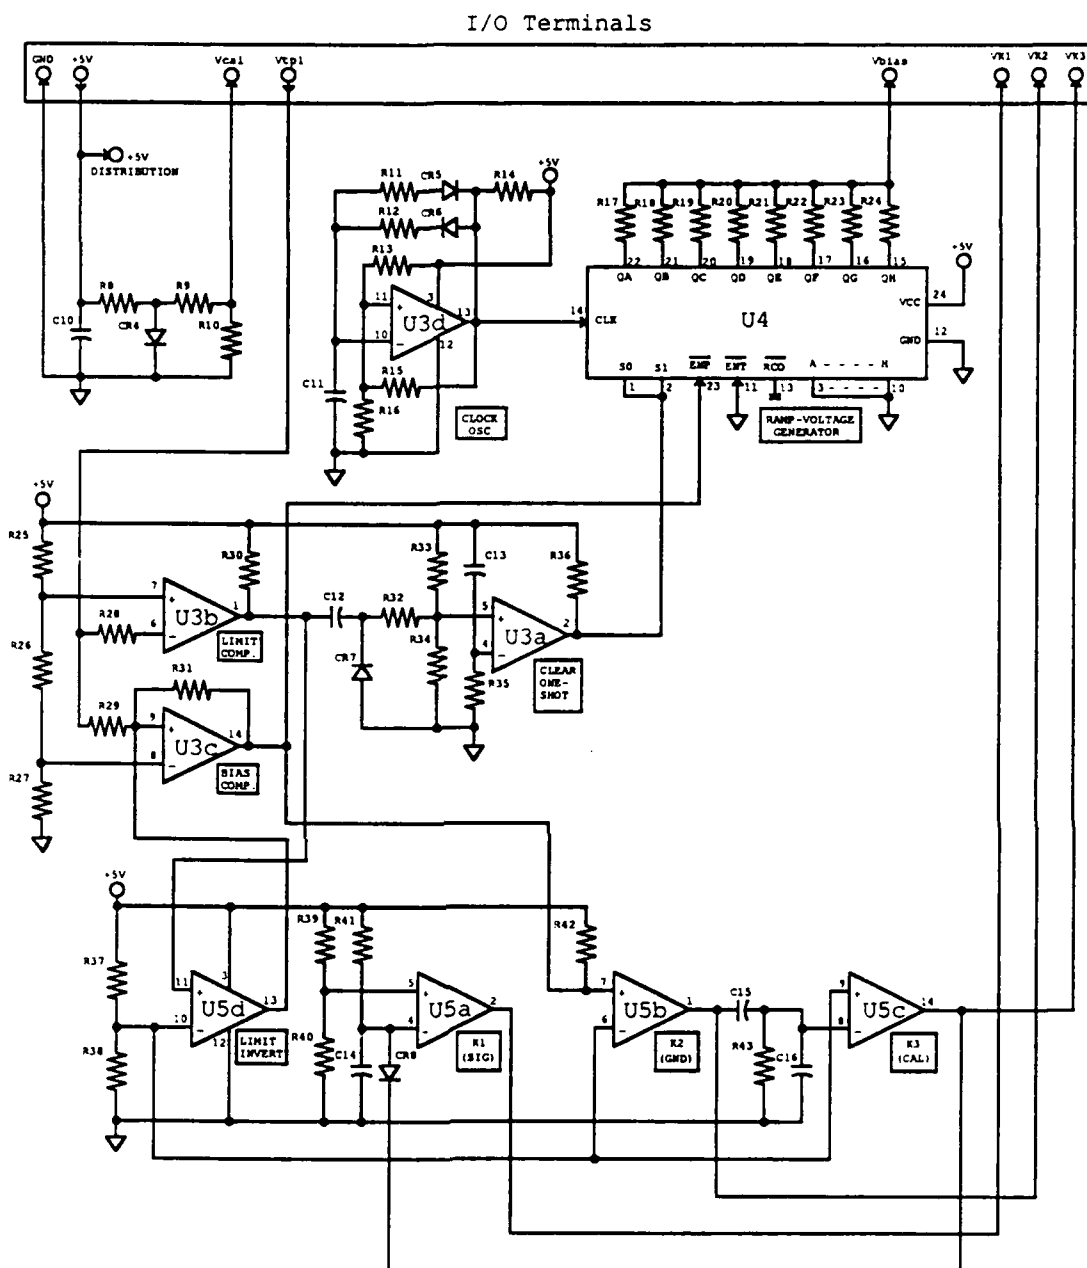 I/O Terminals
GND +5V Vcal Vtp1 Vbias VK1 VK2 VK3
+5V
DISTRIBUTION
R11 CR5 R14 +5V
R12 CR6
R13
R17 R18 R19 R20 R21 R22 R23 R24
22 21 20 19 18 17 16 15
QA QB QC QD QE QF QG QH
+5V
R8 R9
C10 CR4 R10
11 + 3 13
U3d
10 - 12
14 CLK U4 VCC 24
GND 12
S0 S1 ENP ENT RCO A - - - - H
1 2 23 11 13 3 - - - - - 10
C11 R15
R16
CLOCK
OSC
RAMP-VOLTAGE
GENERATOR
+5V
R25 R30 R33 C13 R36
7 + 1
U3b
R28 6 -
LIMIT
COMP.
C12 R32
5 + 2
U3a
4 -
R26 CR7 R34 R35
CLEAR
ONE-
SHOT
R31
R29 9 + 14
U3c
8 -
R27
BIAS
COMP.
+5V
R37 R39 R41 R42
11 + 3 13
U5d
10 - 12
LIMIT
INVERT
R38 R40 C14 CR8
5 + 2
U5a
4 -
K1
(SIG)
7 + 1
U5b
6 -
K2
(GND)
C15 R43 C16
9 + 14
U5c
8 -
K3
(CAL)